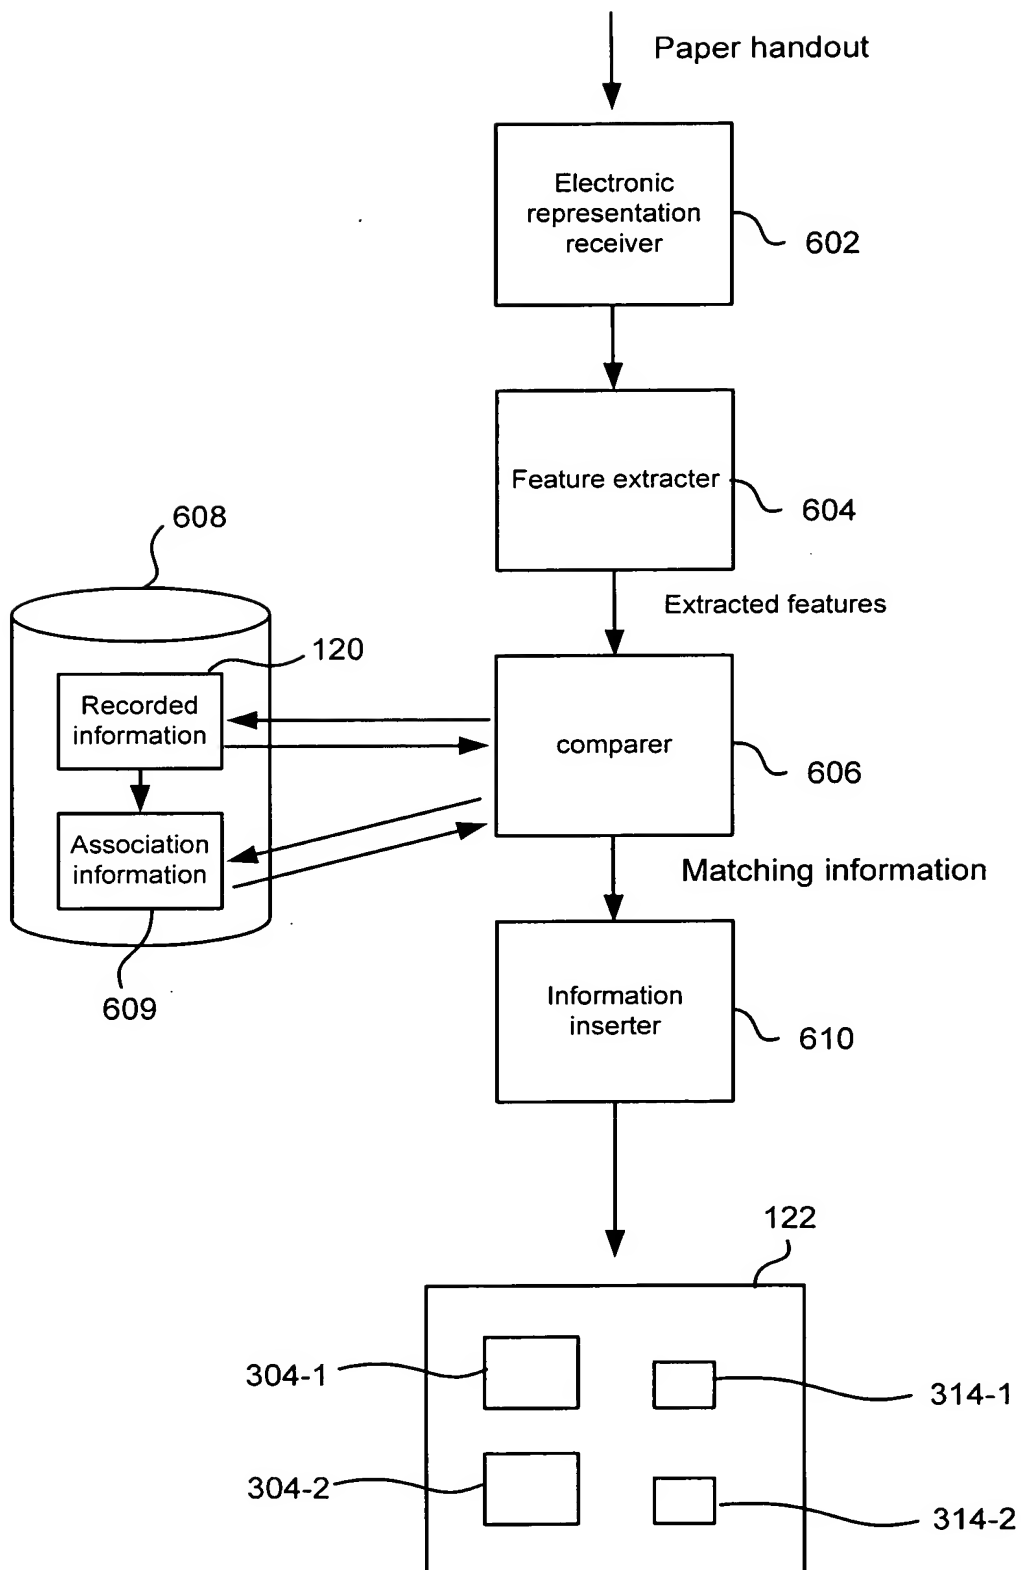 Paper handout
Electronic
representation
receiver
602
Feature extracter
604
608
Extracted features
120
Recorded
information
comparer
606
Association
information
Matching information
609
Information
inserter
610
122
304-1
314-1
304-2
314-2